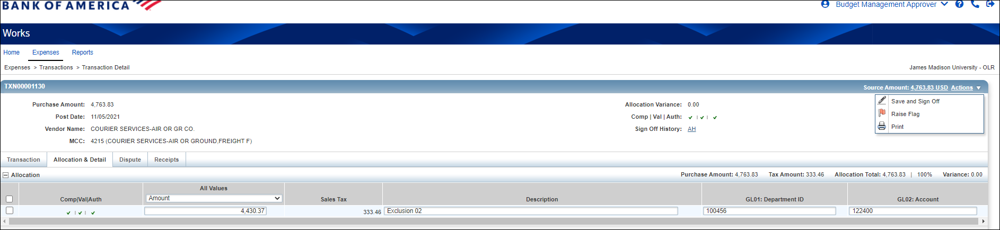 BANK OF AMERICA
Budget Management Approver
Works
Home Expenses Reports
Expenses > Transactions > Transaction Detail
James Madison University - OLR
TXN00001130
Source Amount: 4,763.83 USD Actions
Save and Sign Off
Raise Flag
Print
Purchase Amount: 4,763.83
Post Date: 11/05/2021
Vendor Name: COURIER SERVICES-AIR OR GR CO.
MCC: 4215 (COURIER SERVICES-AIR OR GROUND,FREIGHT F)
Allocation Variance: 0.00
Comp | Val | Auth: ✓ | ✓ | ✓
Sign Off History: AH
Transaction Allocation & Detail Dispute Receipts
Allocation
Purchase Amount: 4,763.83 Tax Amount: 333.46 Allocation Total: 4,763.83 | 100% Variance: 0.00
All Values
Comp|Val|Auth Amount Sales Tax Description GL01: Department ID GL02: Account
✓ | ✓ | ✓ 4,430.37 333.46 Exclusion 02 100456 122400